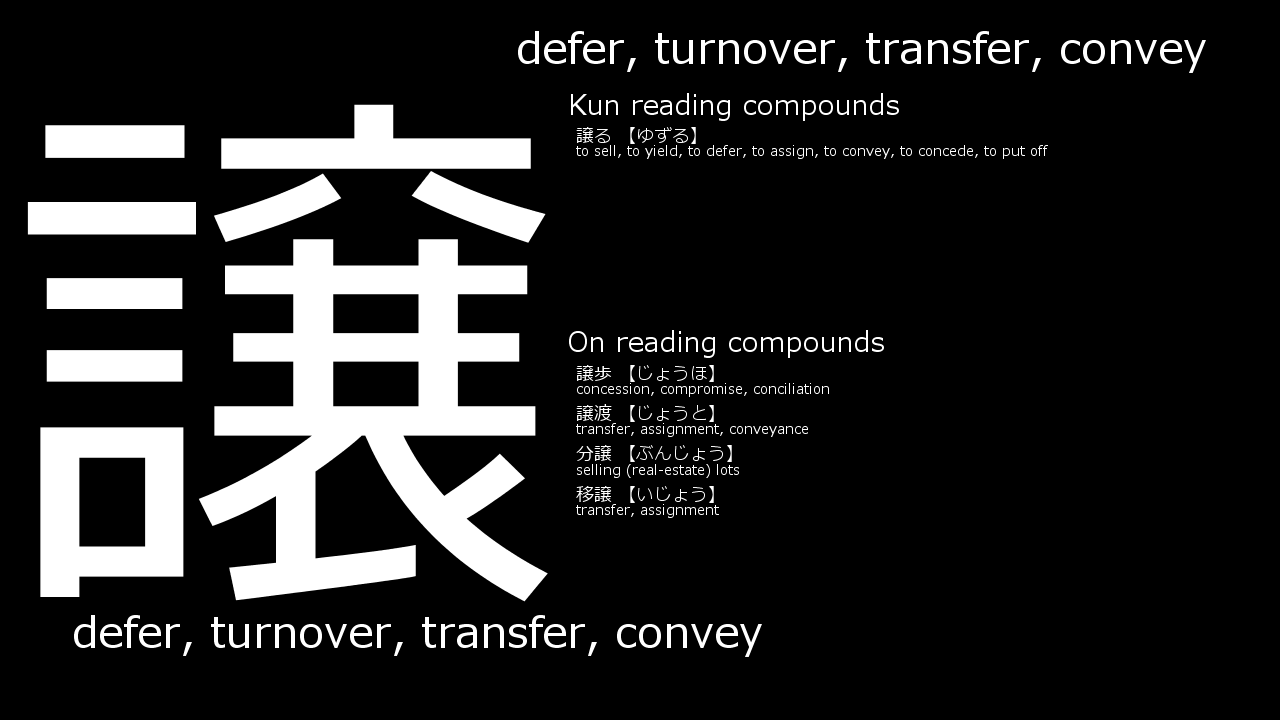 defer, turnover, transfer, convey
譲
Kun reading compounds
譲る 【ゆずる】
to sell, to yield, to defer, to assign, to convey, to concede, to put off
On reading compounds
譲歩 【じょうほ】
concession, compromise, conciliation
譲渡 【じょうと】
transfer, assignment, conveyance
分譲 【ぶんじょう】
selling (real-estate) lots
移譲 【いじょう】
transfer, assignment
defer, turnover, transfer, convey